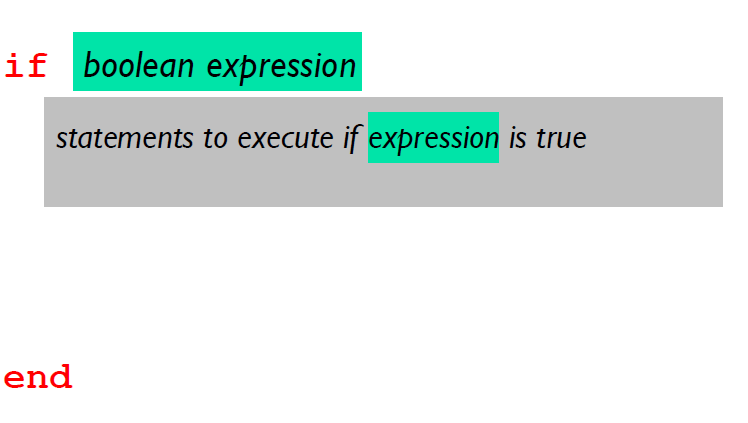 if boolean expression
statements to execute if expression is true
end